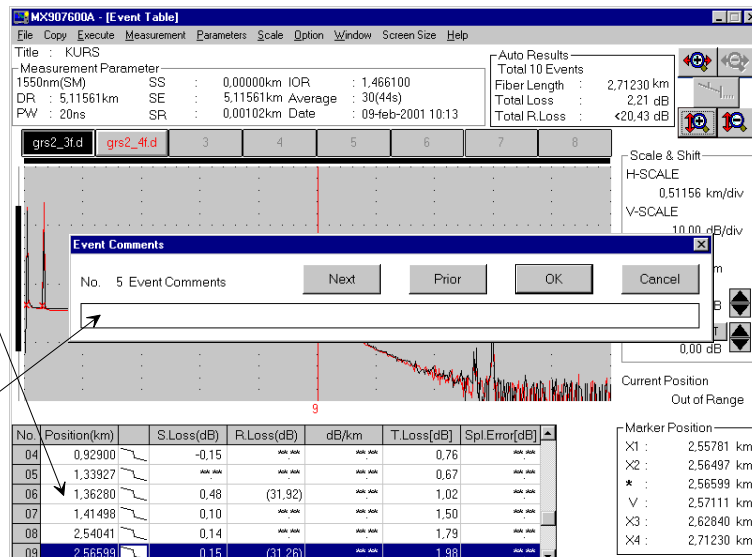 MX907600A - [Event Table]
File Copy Execute Measurement Parameters Scale Option Window Screen Size Help
Title : KURS
Measurement Parameter
1550nm(SM) SS : 0,00000km IOR : 1,466100
DR : 5,11561km SE : 5,11561km Average : 30(44s)
PW : 20ns SR : 0,00102km Date : 09-feb-2001 10:13
Auto Results
Total 10 Events
Fiber Length : 2,71230 km
Total Loss : 2,21 dB
Total R.Loss : <20,43 dB
grs2_3f.d grs2_4f.d 3 4 5 6 7 8
Scale & Shift
H-SCALE
0,51156 km/div
V-SCALE
10,00 dB/div
m
B
T
0,00 dB
Event Comments
No. 5 Event Comments Next Prior OK Cancel
9
Current Position
Out of Range
No. Position(km) S.Loss(dB) R.Loss(dB) dB/km T.Loss[dB] Spl.Error[dB]
04 0,92900 -0,15 **.** **.** 0,76 **.**
05 1,33927 **.** **.** **.** 0,67 **.**
06 1,36280 0,48 (31,92) **.** 1,02 **.**
07 1,41498 0,10 **.** **.** 1,50 **.**
08 2,54041 0,14 **.** **.** 1,79 **.**
09 2,56599 0,15 (31,26) **.** 1,98 **.**
Marker Position
X1 : 2,55781 km
X2 : 2,56497 km
* : 2,56599 km
V : 2,57111 km
X3 : 2,62840 km
X4 : 2,71230 km